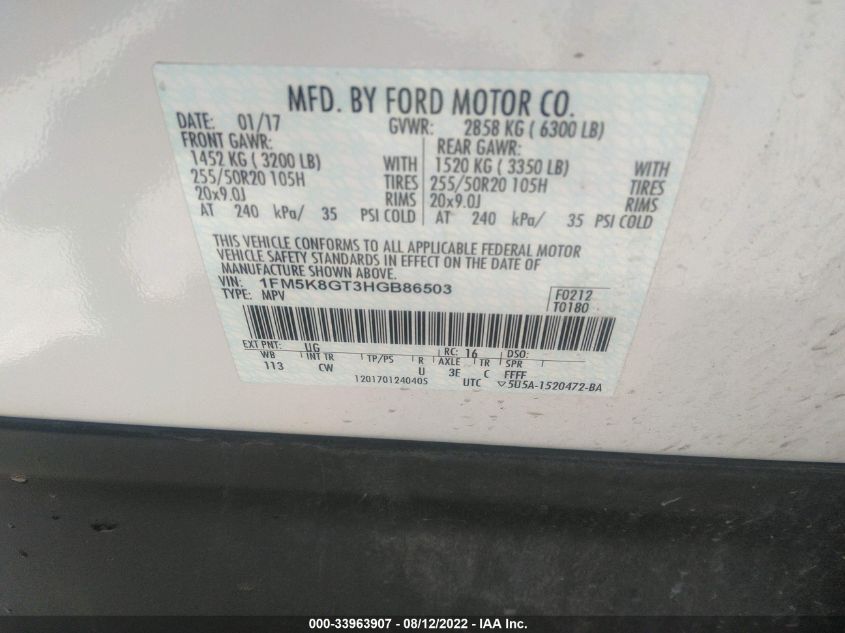 MFD. BY FORD MOTOR CO.
DATE: 01/17 GVWR: 2858 KG ( 6300 LB)
FRONT GAWR: REAR GAWR:
1452 KG ( 3200 LB) WITH 1520 KG ( 3350 LB) WITH
255/50R20 105H TIRES 255/50R20 105H TIRES
20x9.0J RIMS 20x9.0J RIMS
AT 240 kPa/ 35 PSI COLD AT 240 kPa/ 35 PSI COLD
THIS VEHICLE CONFORMS TO ALL APPLICABLE FEDERAL MOTOR
VEHICLE SAFETY STANDARDS IN EFFECT ON THE DATE OF
MANUFACTURE SHOWN ABOVE.
VIN: 1FM5K8GT3HGB86503
TYPE: MPV F0212
T0180
EXT PNT: UG RC: 16 DSO:
WB INT TR TP/PS R AXLE TR SPR
113 CW U 3E C FFFF
1201701240405 UTC ▽5U5A-1520472-BA
000-33963907 - 08/12/2022 - IAA Inc.